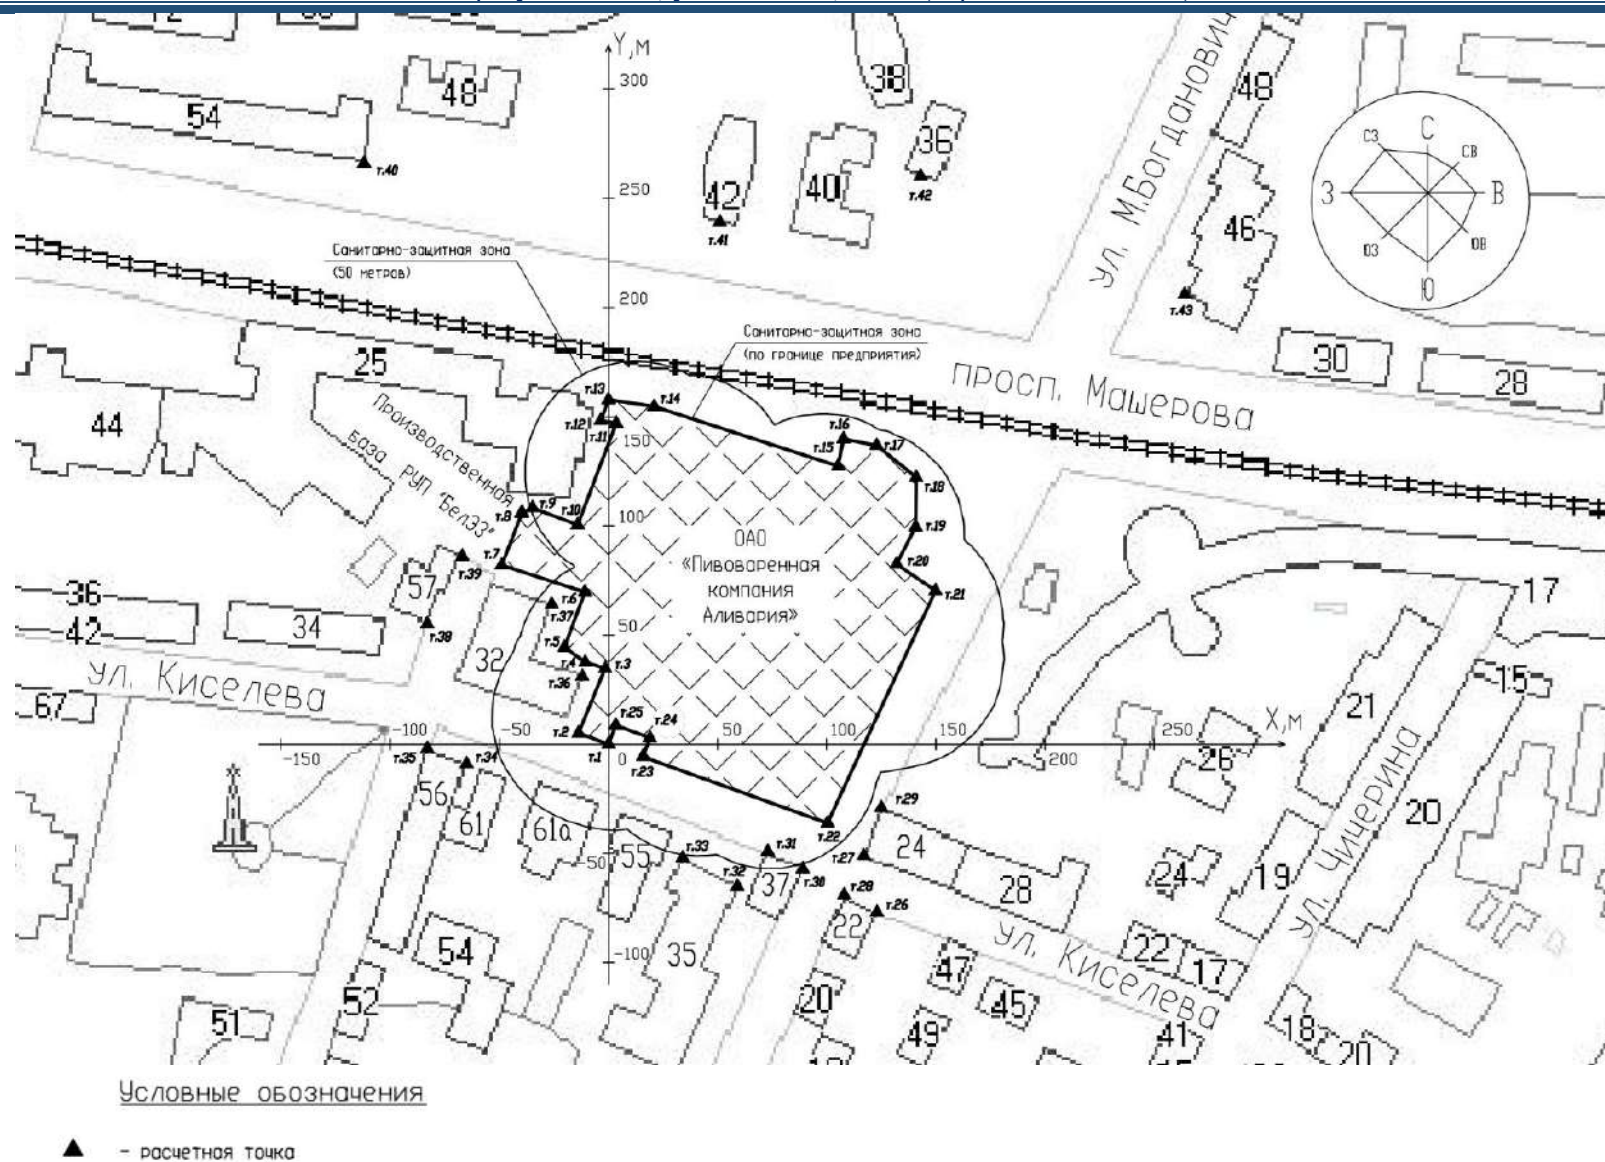 Y,м
300
250
200
150
100
50
0
-50
-100
-150
-100
-50
50
100
150
200
250
X,м
54
48
38
36
42
40
48
46
30
28
т.40
т.41
т.42
т.43
ул. М.Богданович
С
СВ
В
ЮВ
Ю
ЮЗ
З
СЗ
Санитарно-защитная зона
(50 метров)
Санитарно-защитная зона
(по границе предприятия)
просп. Машерова
25
44
Производственная
база РУП "БелЭЗ"
т.13
т.14
т.12
т.11
т.16
т.15
т.17
т.18
т.9
т.8
т.10
т.19
т.7
т.20
т.39
т.6
т.21
т.37
т.38
т.5
т.4
т.3
т.36
т.25
т.24
т.2
т.1
т.23
т.35
т.34
т.22
т.29
т.27
т.31
т.33
т.30
т.32
т.28
т.26
ОАО
«Пивоваренная
компания
Аливария»
57
36
42
34
32
ул. Киселева
67
17
15
21
26
20
ул. Чичерина
56
61
61а
55
37
35
24
28
24
19
22
ул. Киселева
22
17
54
52
51
20
47
45
49
41
18
20
Условные обозначения
▲ - расчетная точка